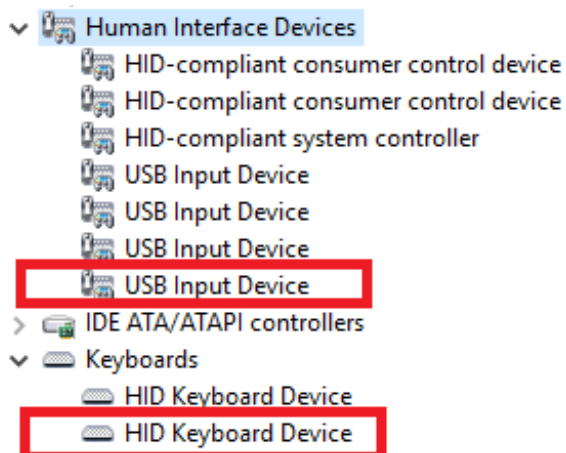 Human Interface Devices
HID-compliant consumer control device
HID-compliant consumer control device
HID-compliant system controller
USB Input Device
USB Input Device
USB Input Device
USB Input Device
IDE ATA/ATAPI controllers
Keyboards
HID Keyboard Device
HID Keyboard Device